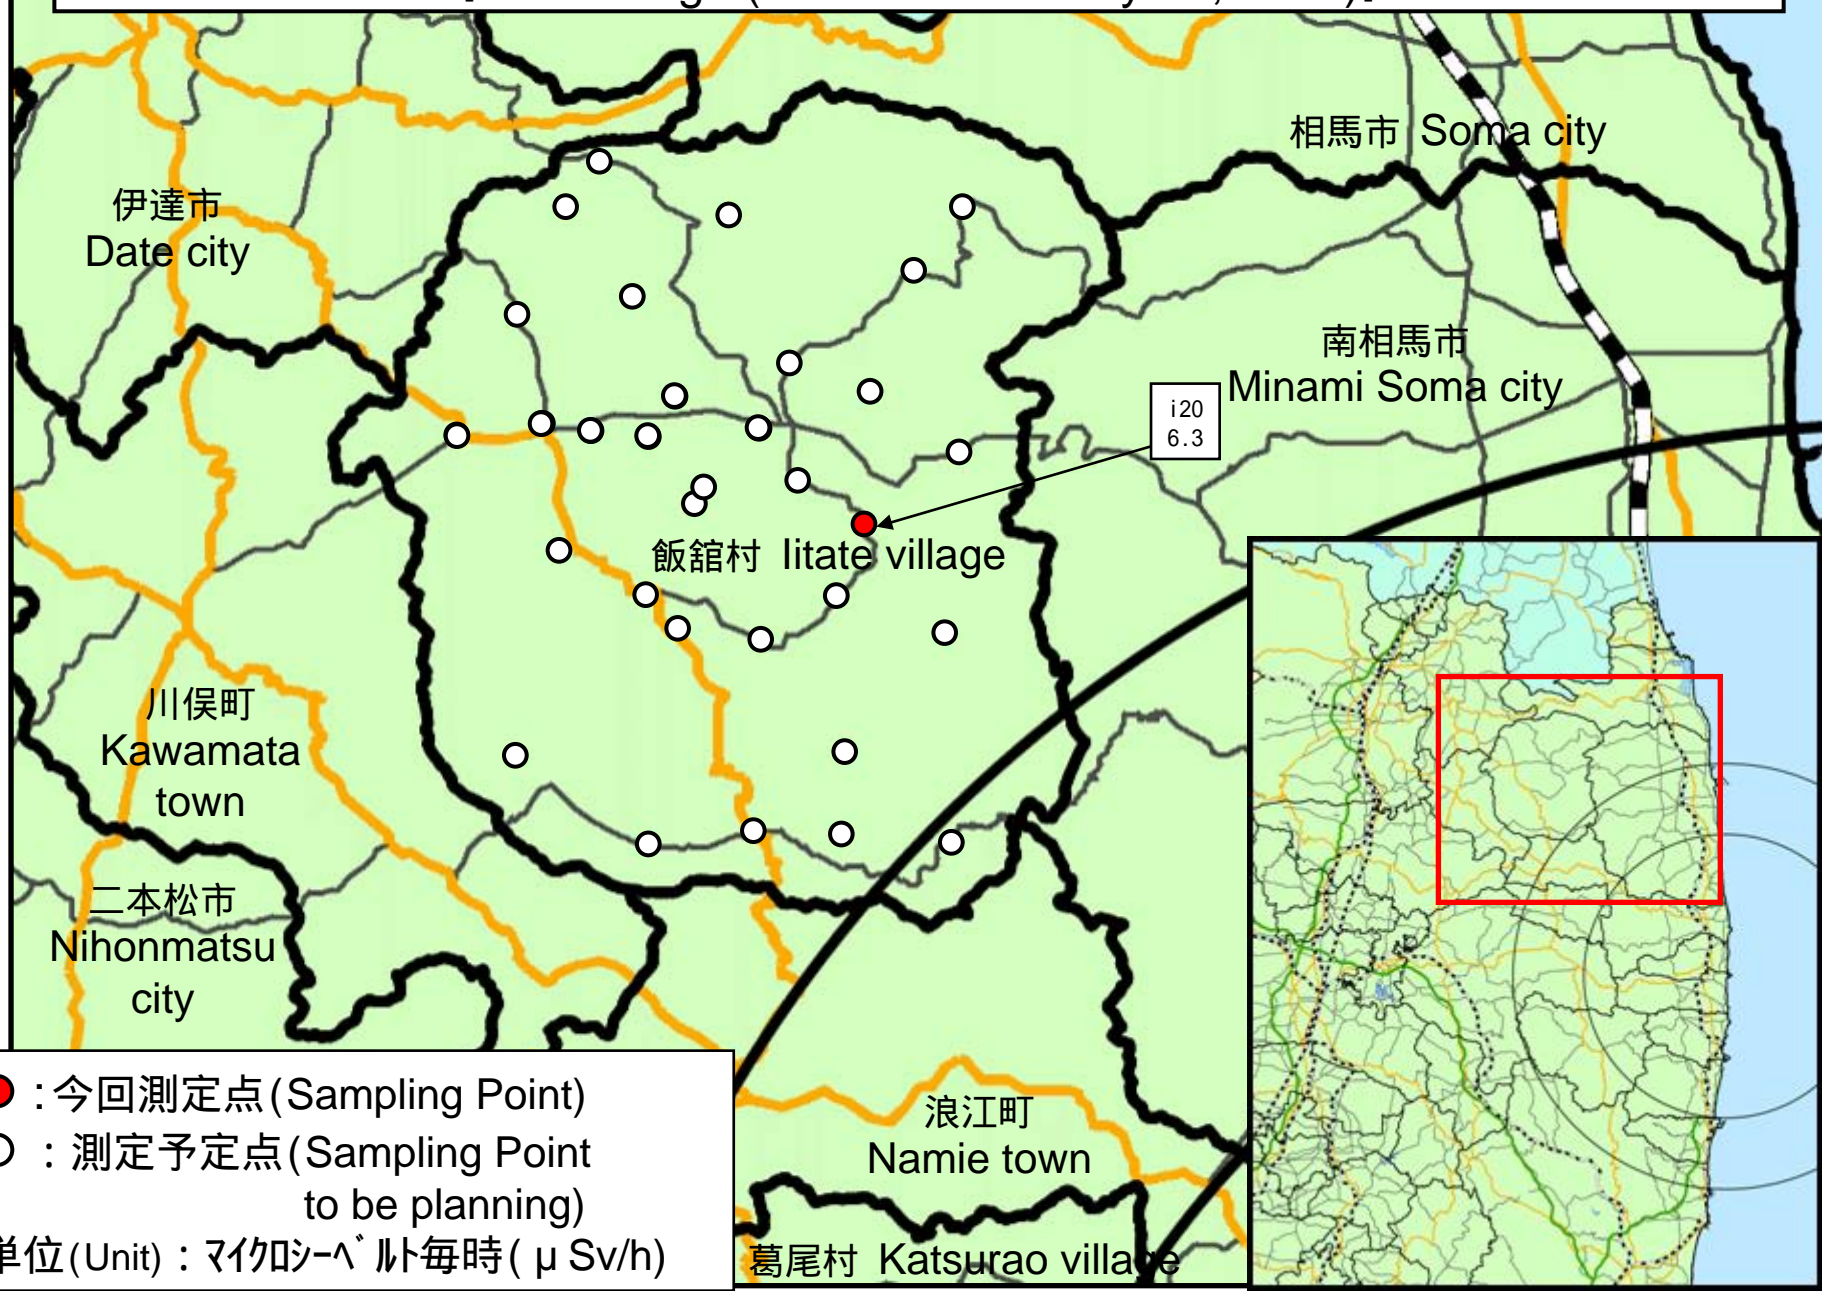 相馬市 Soma city
伊達市
Date city
南相馬市
Minami Soma city
i20
6.3
飯舘村 Iitate village
川俣町
Kawamata
town
二本松市
Nihonmatsu
city
浪江町
Namie town
葛尾村 Katsurao village
:今回測定点(Sampling Point)
:測定予定点(Sampling Point
to be planning)
単位(Unit):マイクロシーベルト毎時(μSv/h)